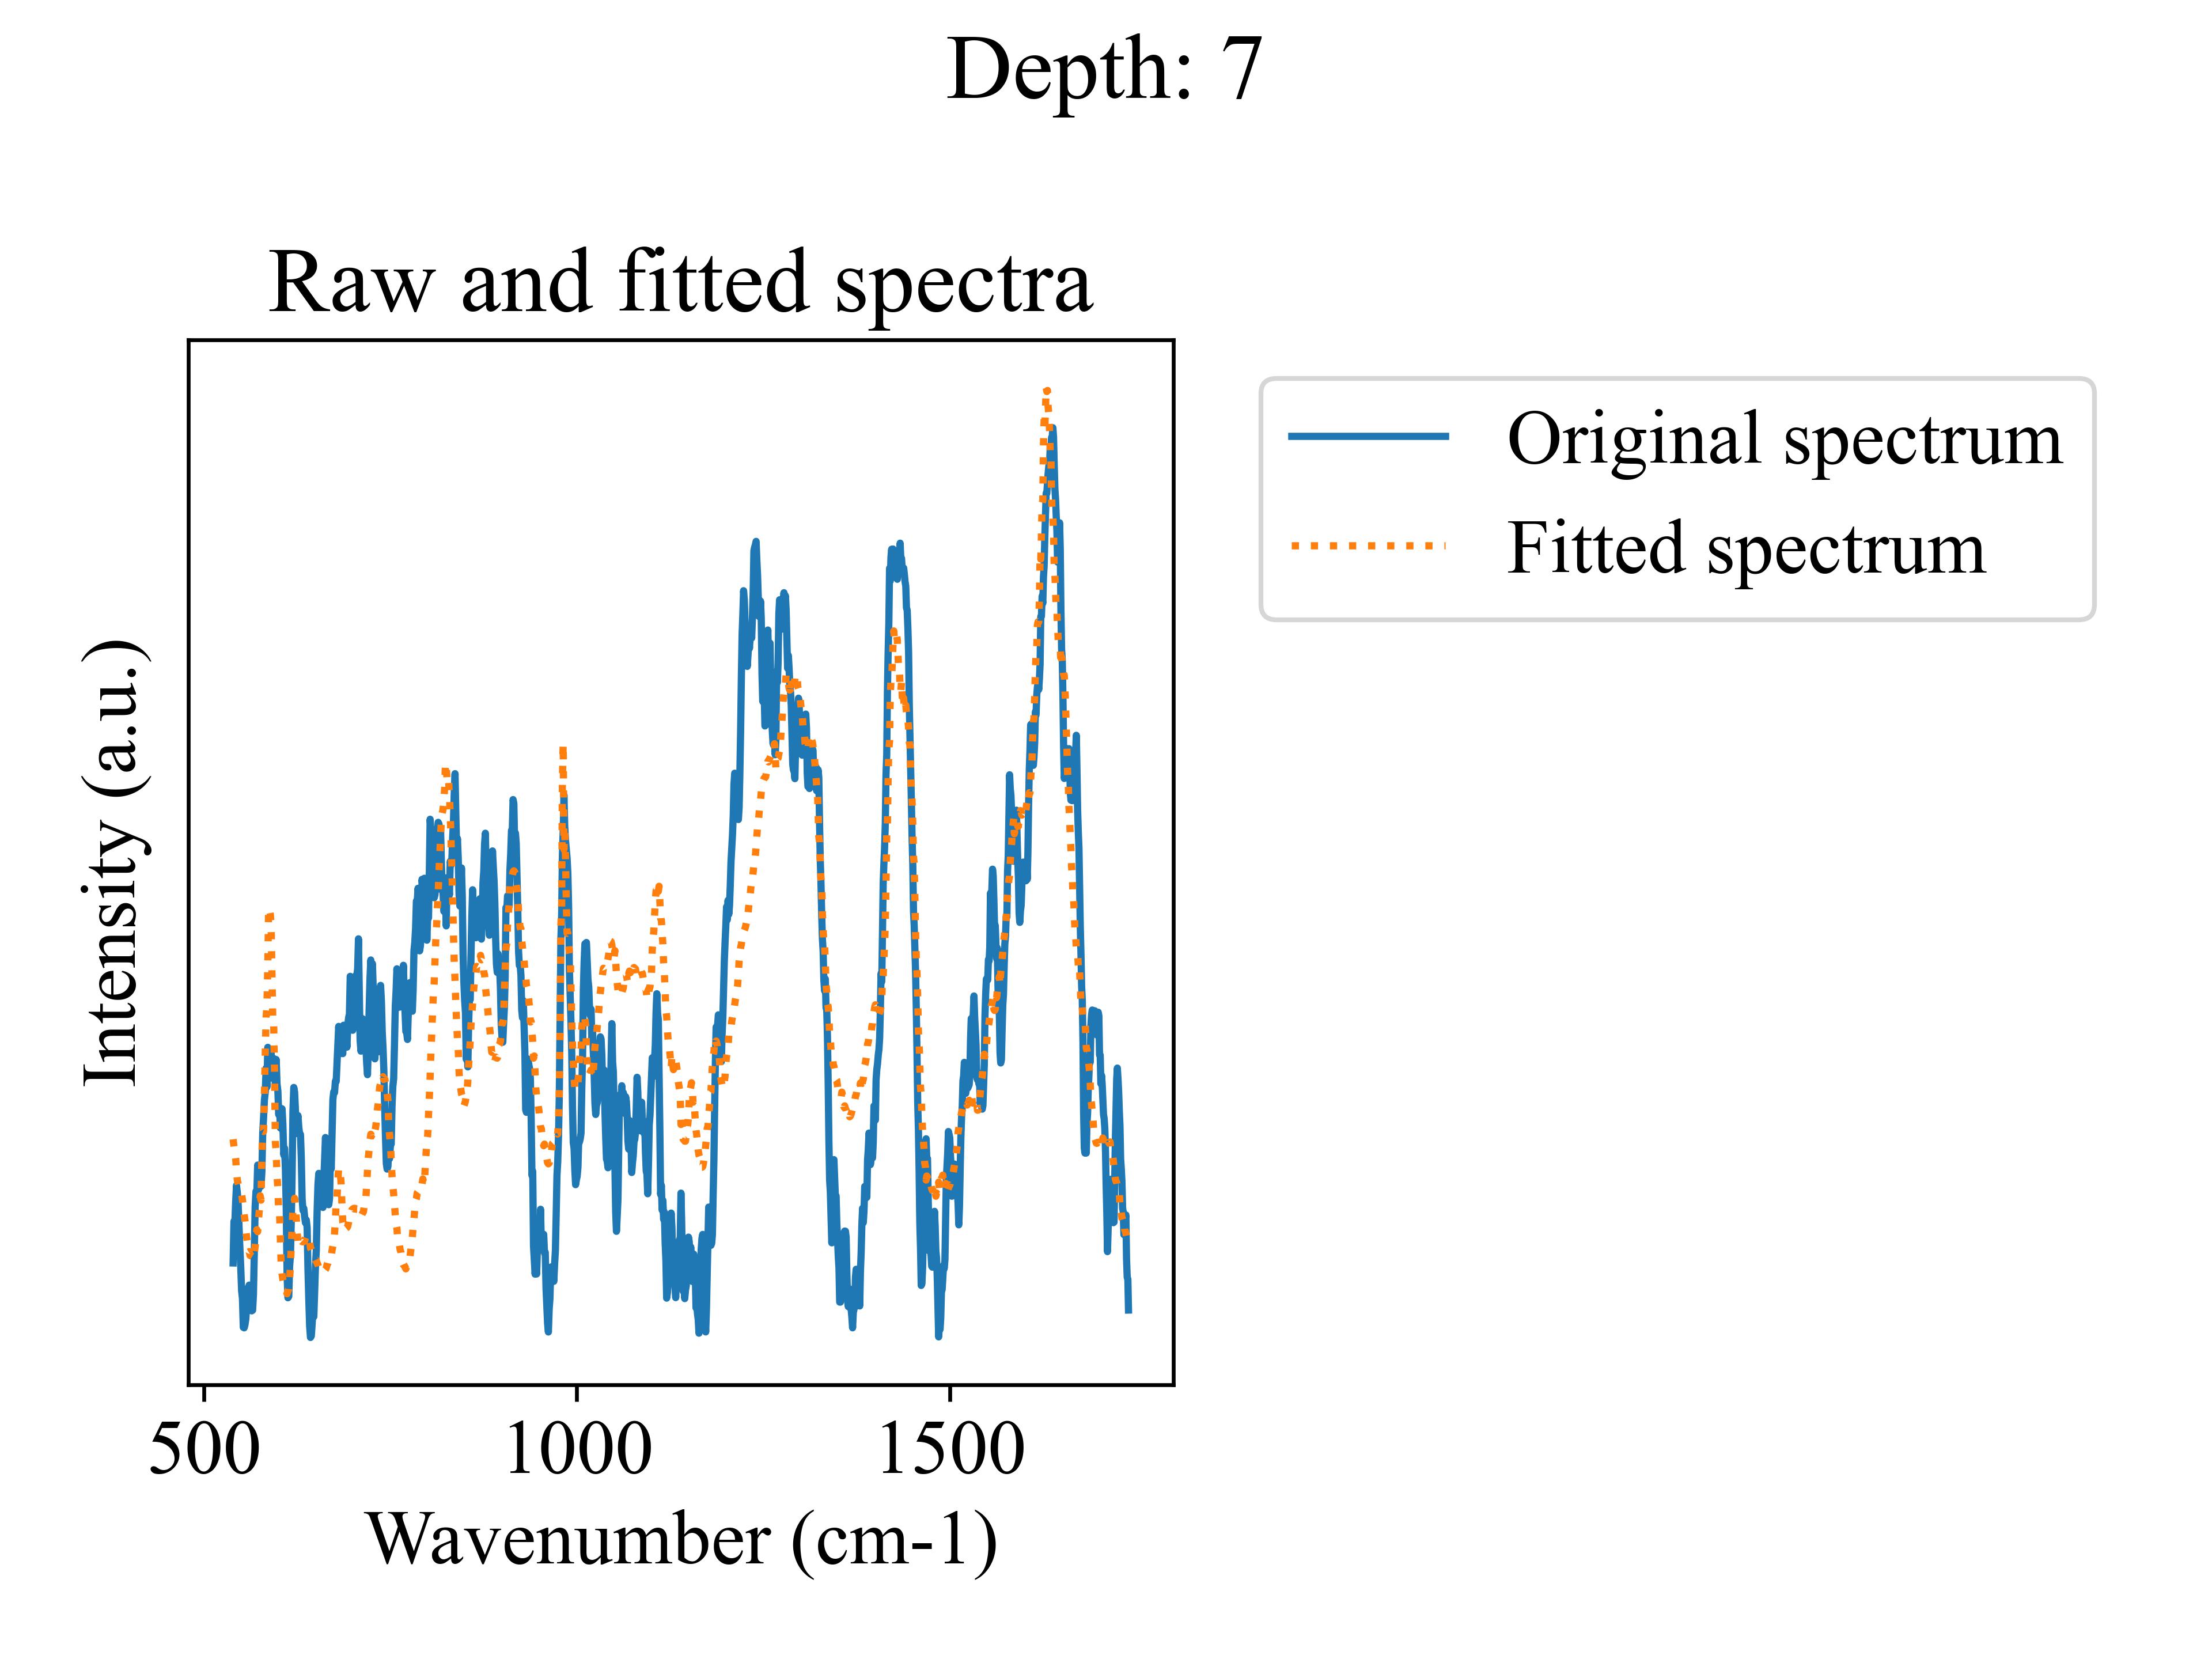 Depth: 7
Raw and fitted spectra
Original spectrum
Fitted spectrum
Intensity (a.u.)
500 1000 1500
Wavenumber (cm-1)